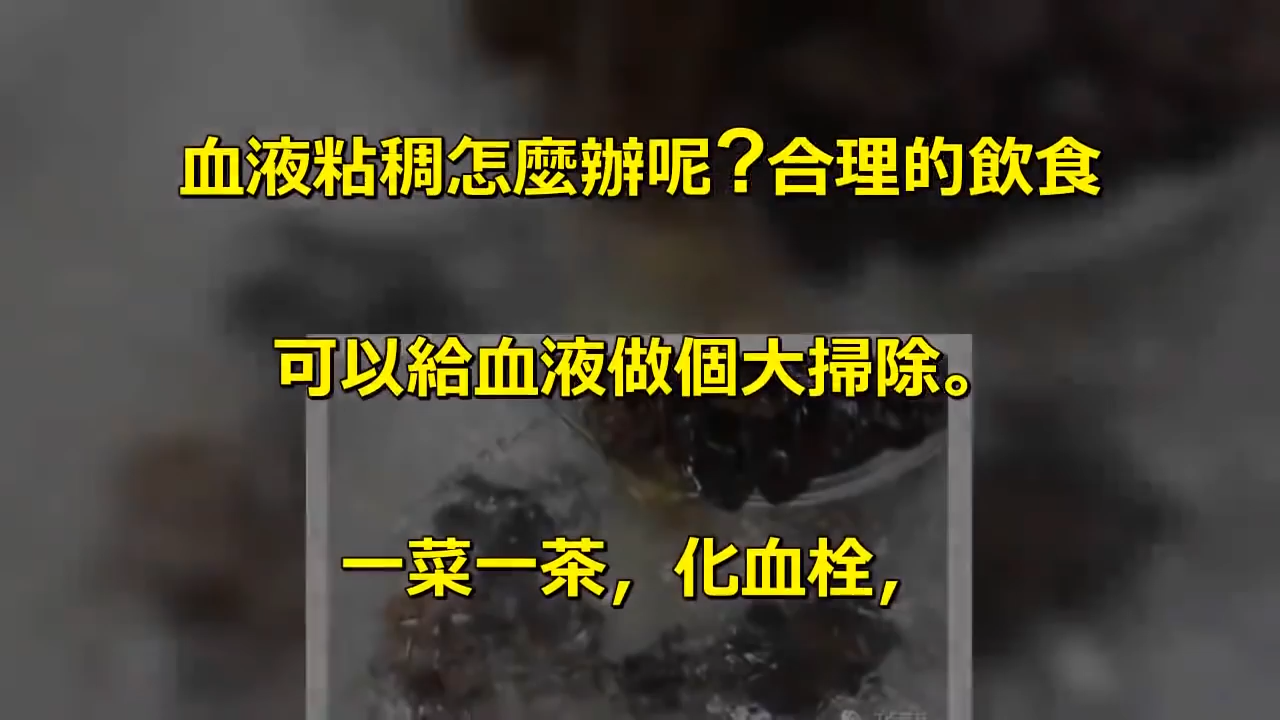 血液粘稠怎麼辦呢？合理的飲食
可以給血液做個大掃除。
一菜一茶，化血栓，